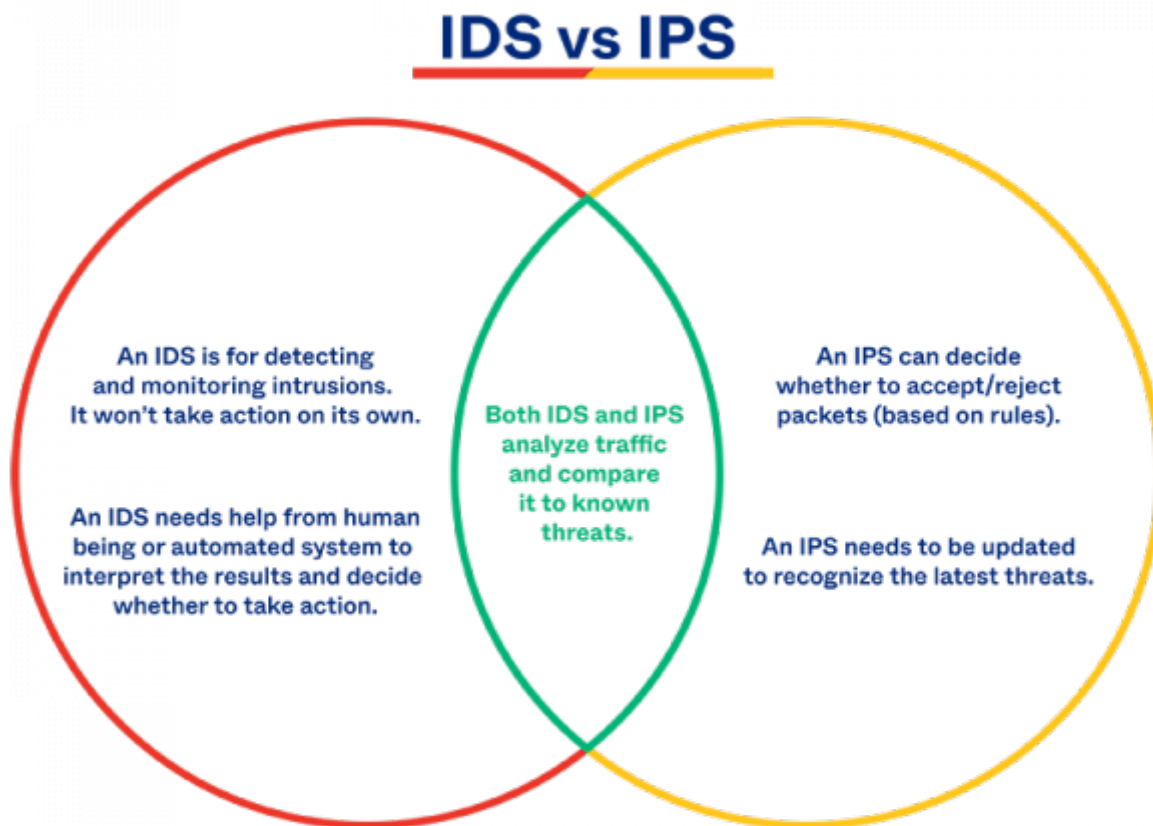 IDS vs IPS
An IDS is for detecting
and monitoring intrusions.
It won't take action on its own.
An IDS needs help from human
being or automated system to
interpret the results and decide
whether to take action.
Both IDS and IPS
analyze traffic
and compare
it to known
threats.
An IPS can decide
whether to accept/reject
packets (based on rules).
An IPS needs to be updated
to recognize the latest threats.